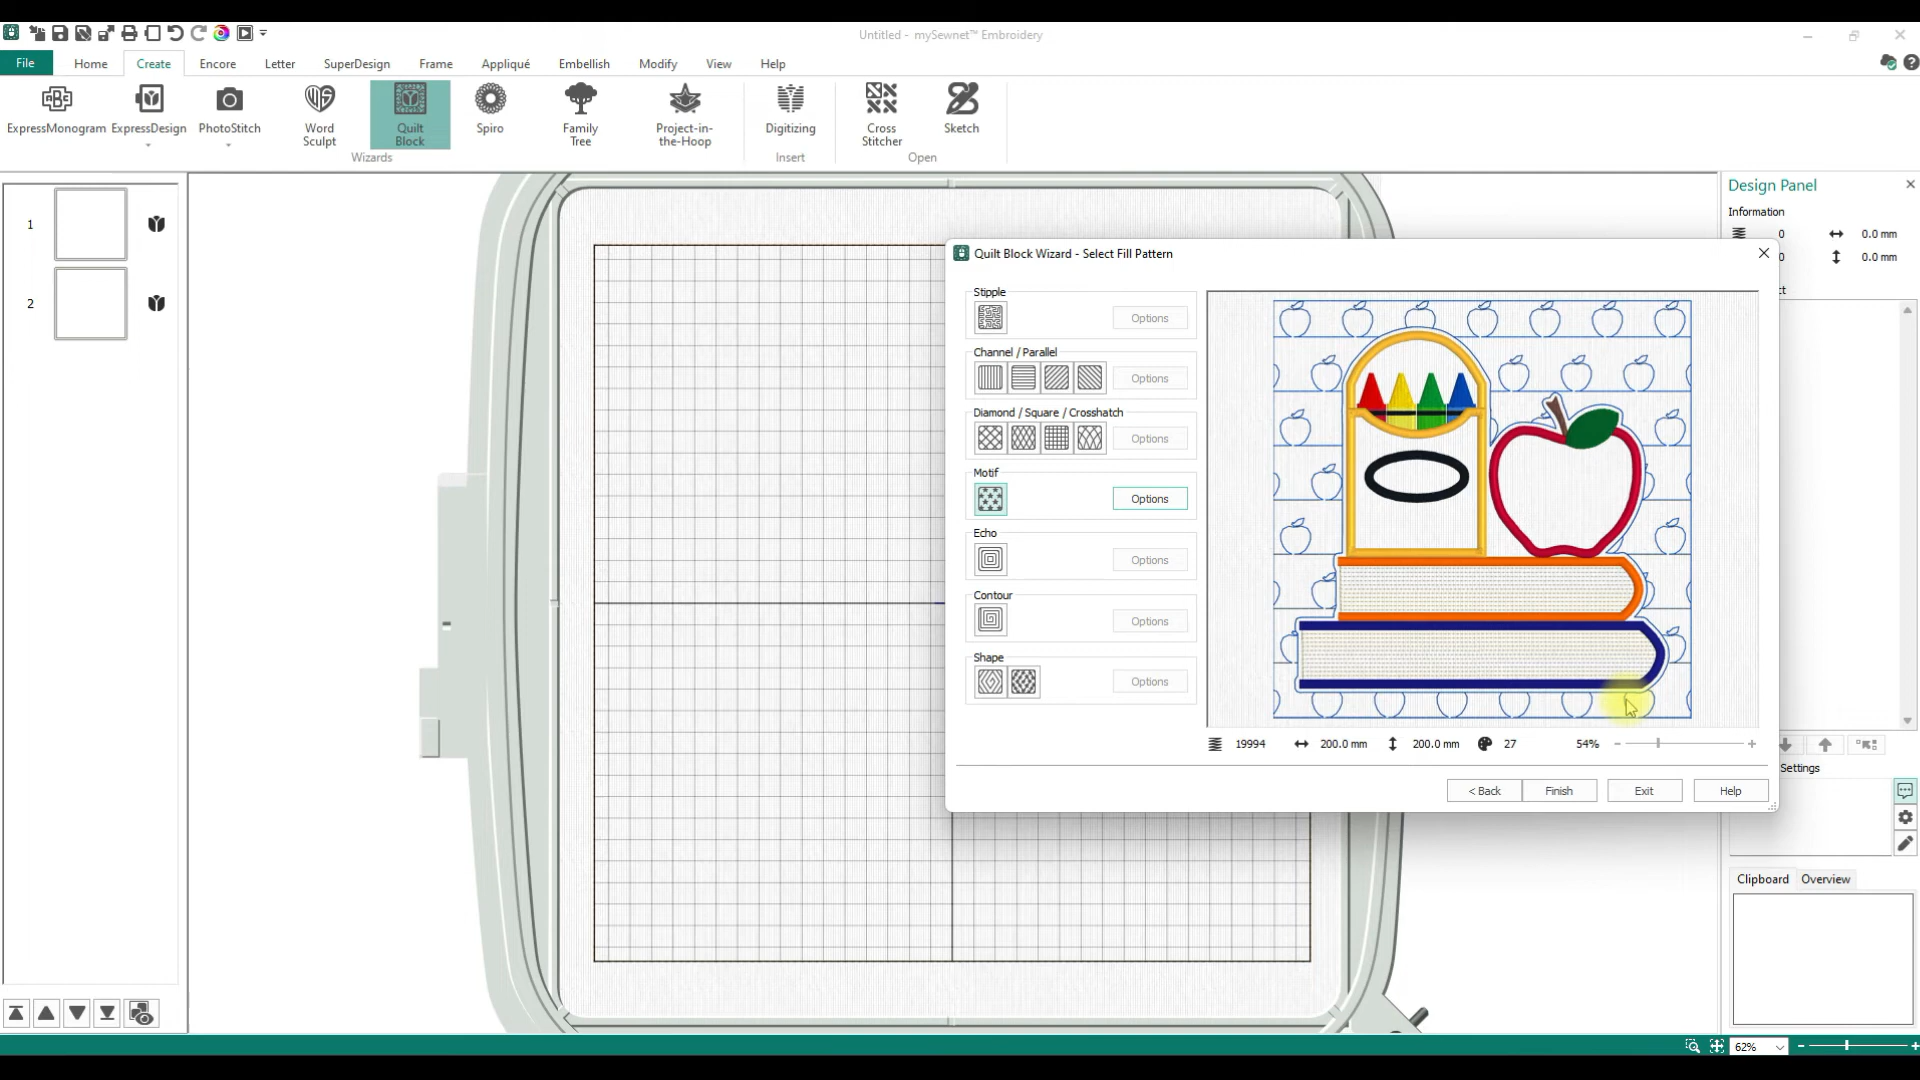 Untitled - mySewnet™ Embroidery
File Home Create Encore Letter SuperDesign Frame Appliqué Embellish Modify View Help
ExpressMonogram ExpressDesign PhotoStitch Word Sculpt Quilt Block Spiro Family Tree Project-in-the-Hoop Digitizing Cross Stitcher Sketch
Wizards Insert Open
1
2
Design Panel
Information
0 0.0 mm
0 0.0 mm
Quilt Block Wizard - Select Fill Pattern
Stipple
Options
Channel / Parallel
Options
Diamond / Square / Crosshatch
Options
Motif
Options
Echo
Options
Contour
Options
Shape
Options
19994 200.0 mm 200.0 mm 27 54%
< Back Finish Exit Help
Settings
Clipboard Overview
62%